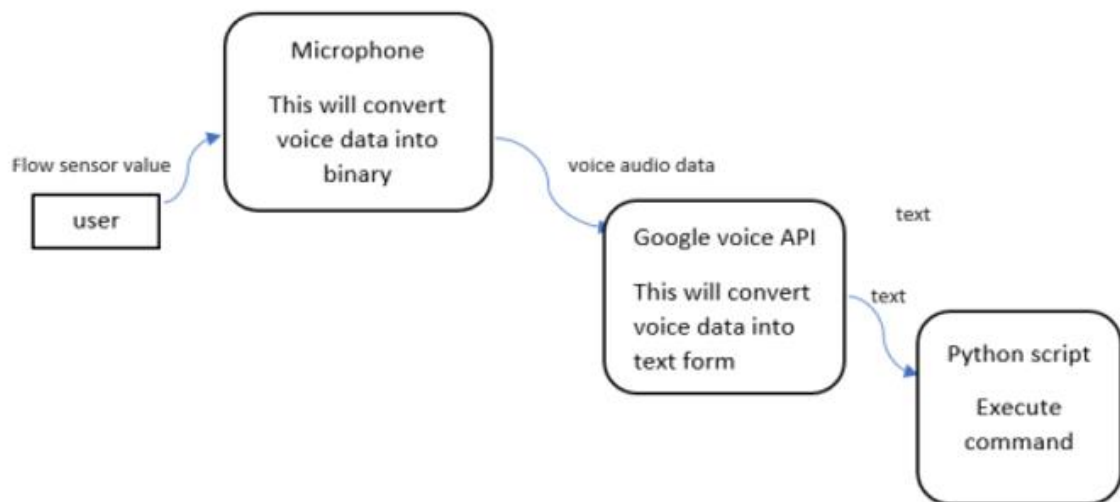 Microphone
This will convert
voice data into
binary
Flow sensor value
user
voice audio data
Google voice API
This will convert
voice data into
text form
text
text
Python script
Execute
command